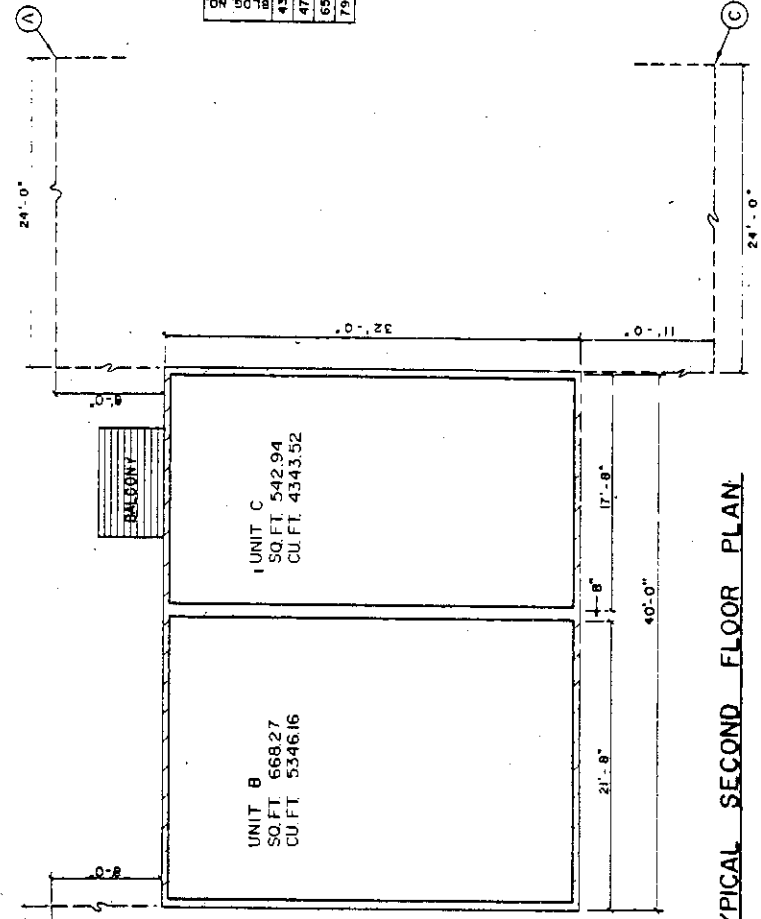 A
24'-0"
BLDG. NO.
43
47
65
79
C
24'-0"
32'-0"
11'-0"
8'-0"
BALCONY
UNIT C
SQ. FT. 542.94
CU. FT. 4343.52
17'-8"
8"
40'-0"
UNIT B
SQ. FT. 668.27
CU. FT. 5346.16
21'-8"
8'-0"
YPICAL SECOND FLOOR PLAN